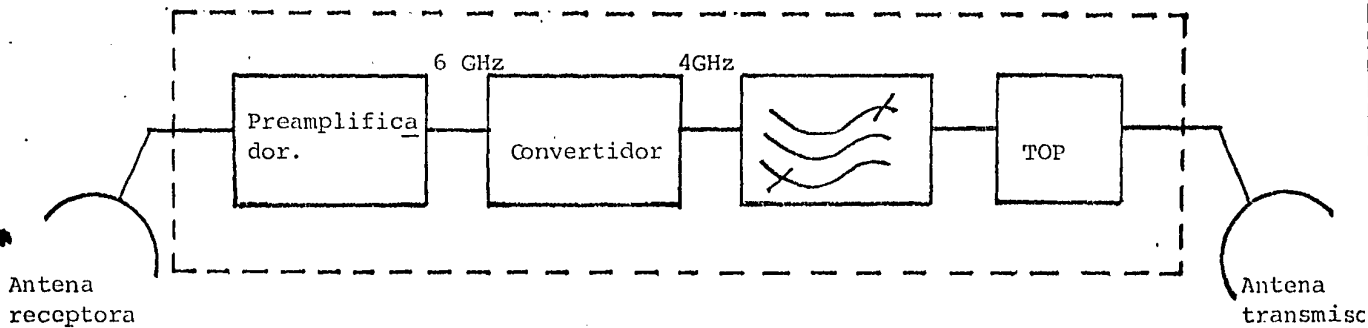 6 GHz
4GHz
Preamplifica
dor.
Convertidor
TOP
Antena
receptora
Antena
transmisc